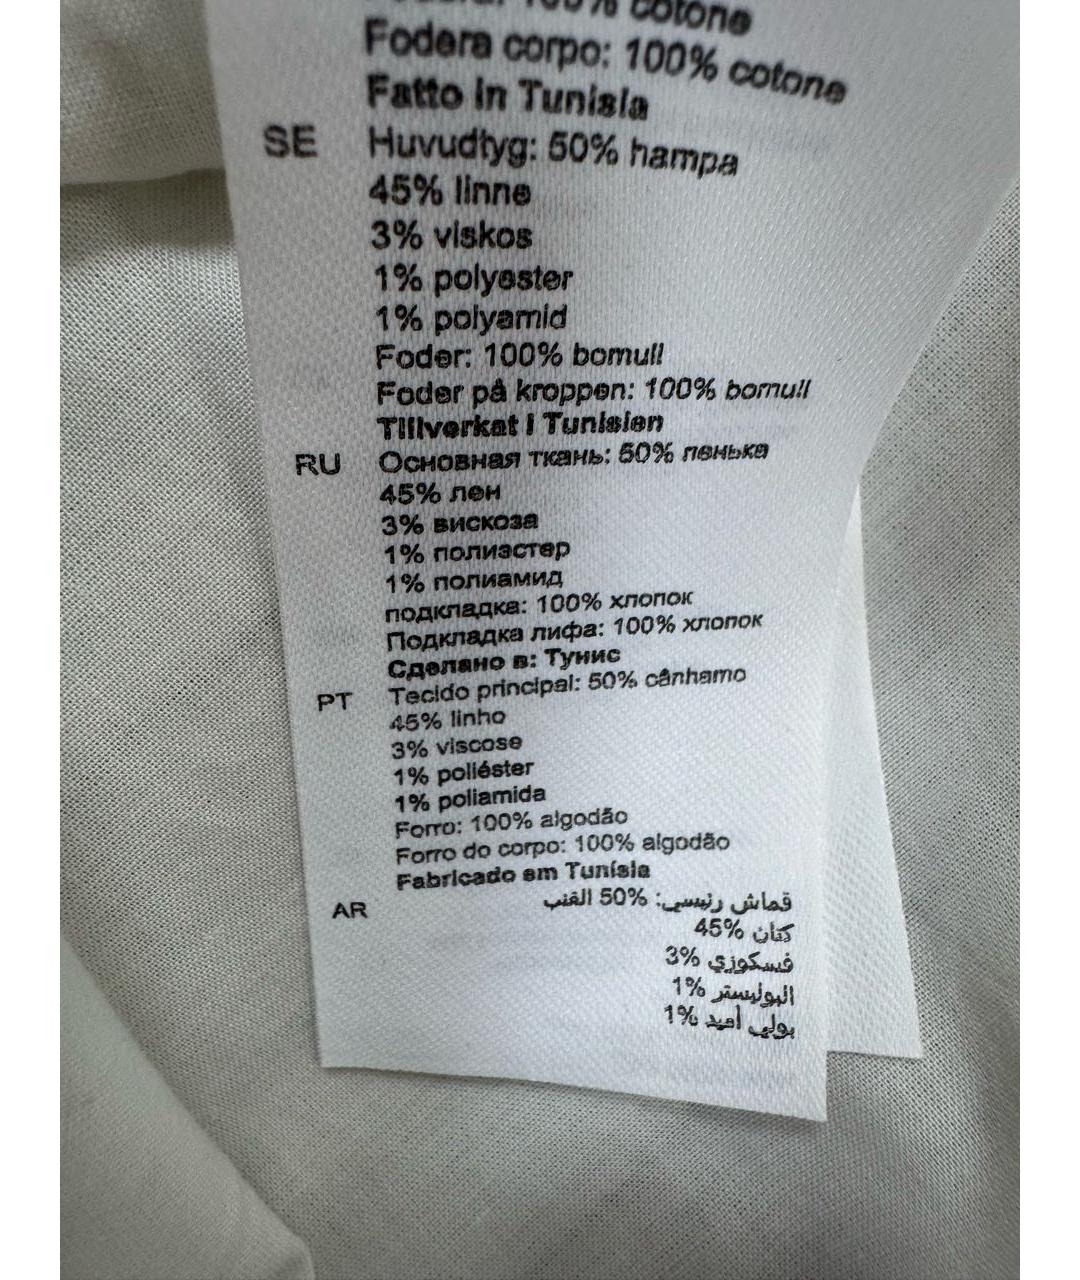 100% cotone
Fodera corpo: 100% cotone
Fatto in Tunisia
SE Huvudtyg: 50% hampa
45% linne
3% viskos
1% polyester
1% polyamid
Foder: 100% bomull
Foder på kroppen: 100% bomull
Tillverkat i Tunisien
RU Основная ткань: 50% пенька
45% лен
3% вискоза
1% полиэстер
1% полиамид
подкладка: 100% хлопок
Подкладка лифа: 100% хлопок
Сделано в: Тунис
PT Tecido principal: 50% cânhamo
45% linho
3% viscose
1% poliéster
1% poliamida
Forro: 100% algodão
Forro do corpo: 100% algodão
Fabricado em Tunísia
AR قماش رئيسي: 50% القنب
كتان 45%
فسكوزي 3%
البوليستر 1%
بولي أميد 1%